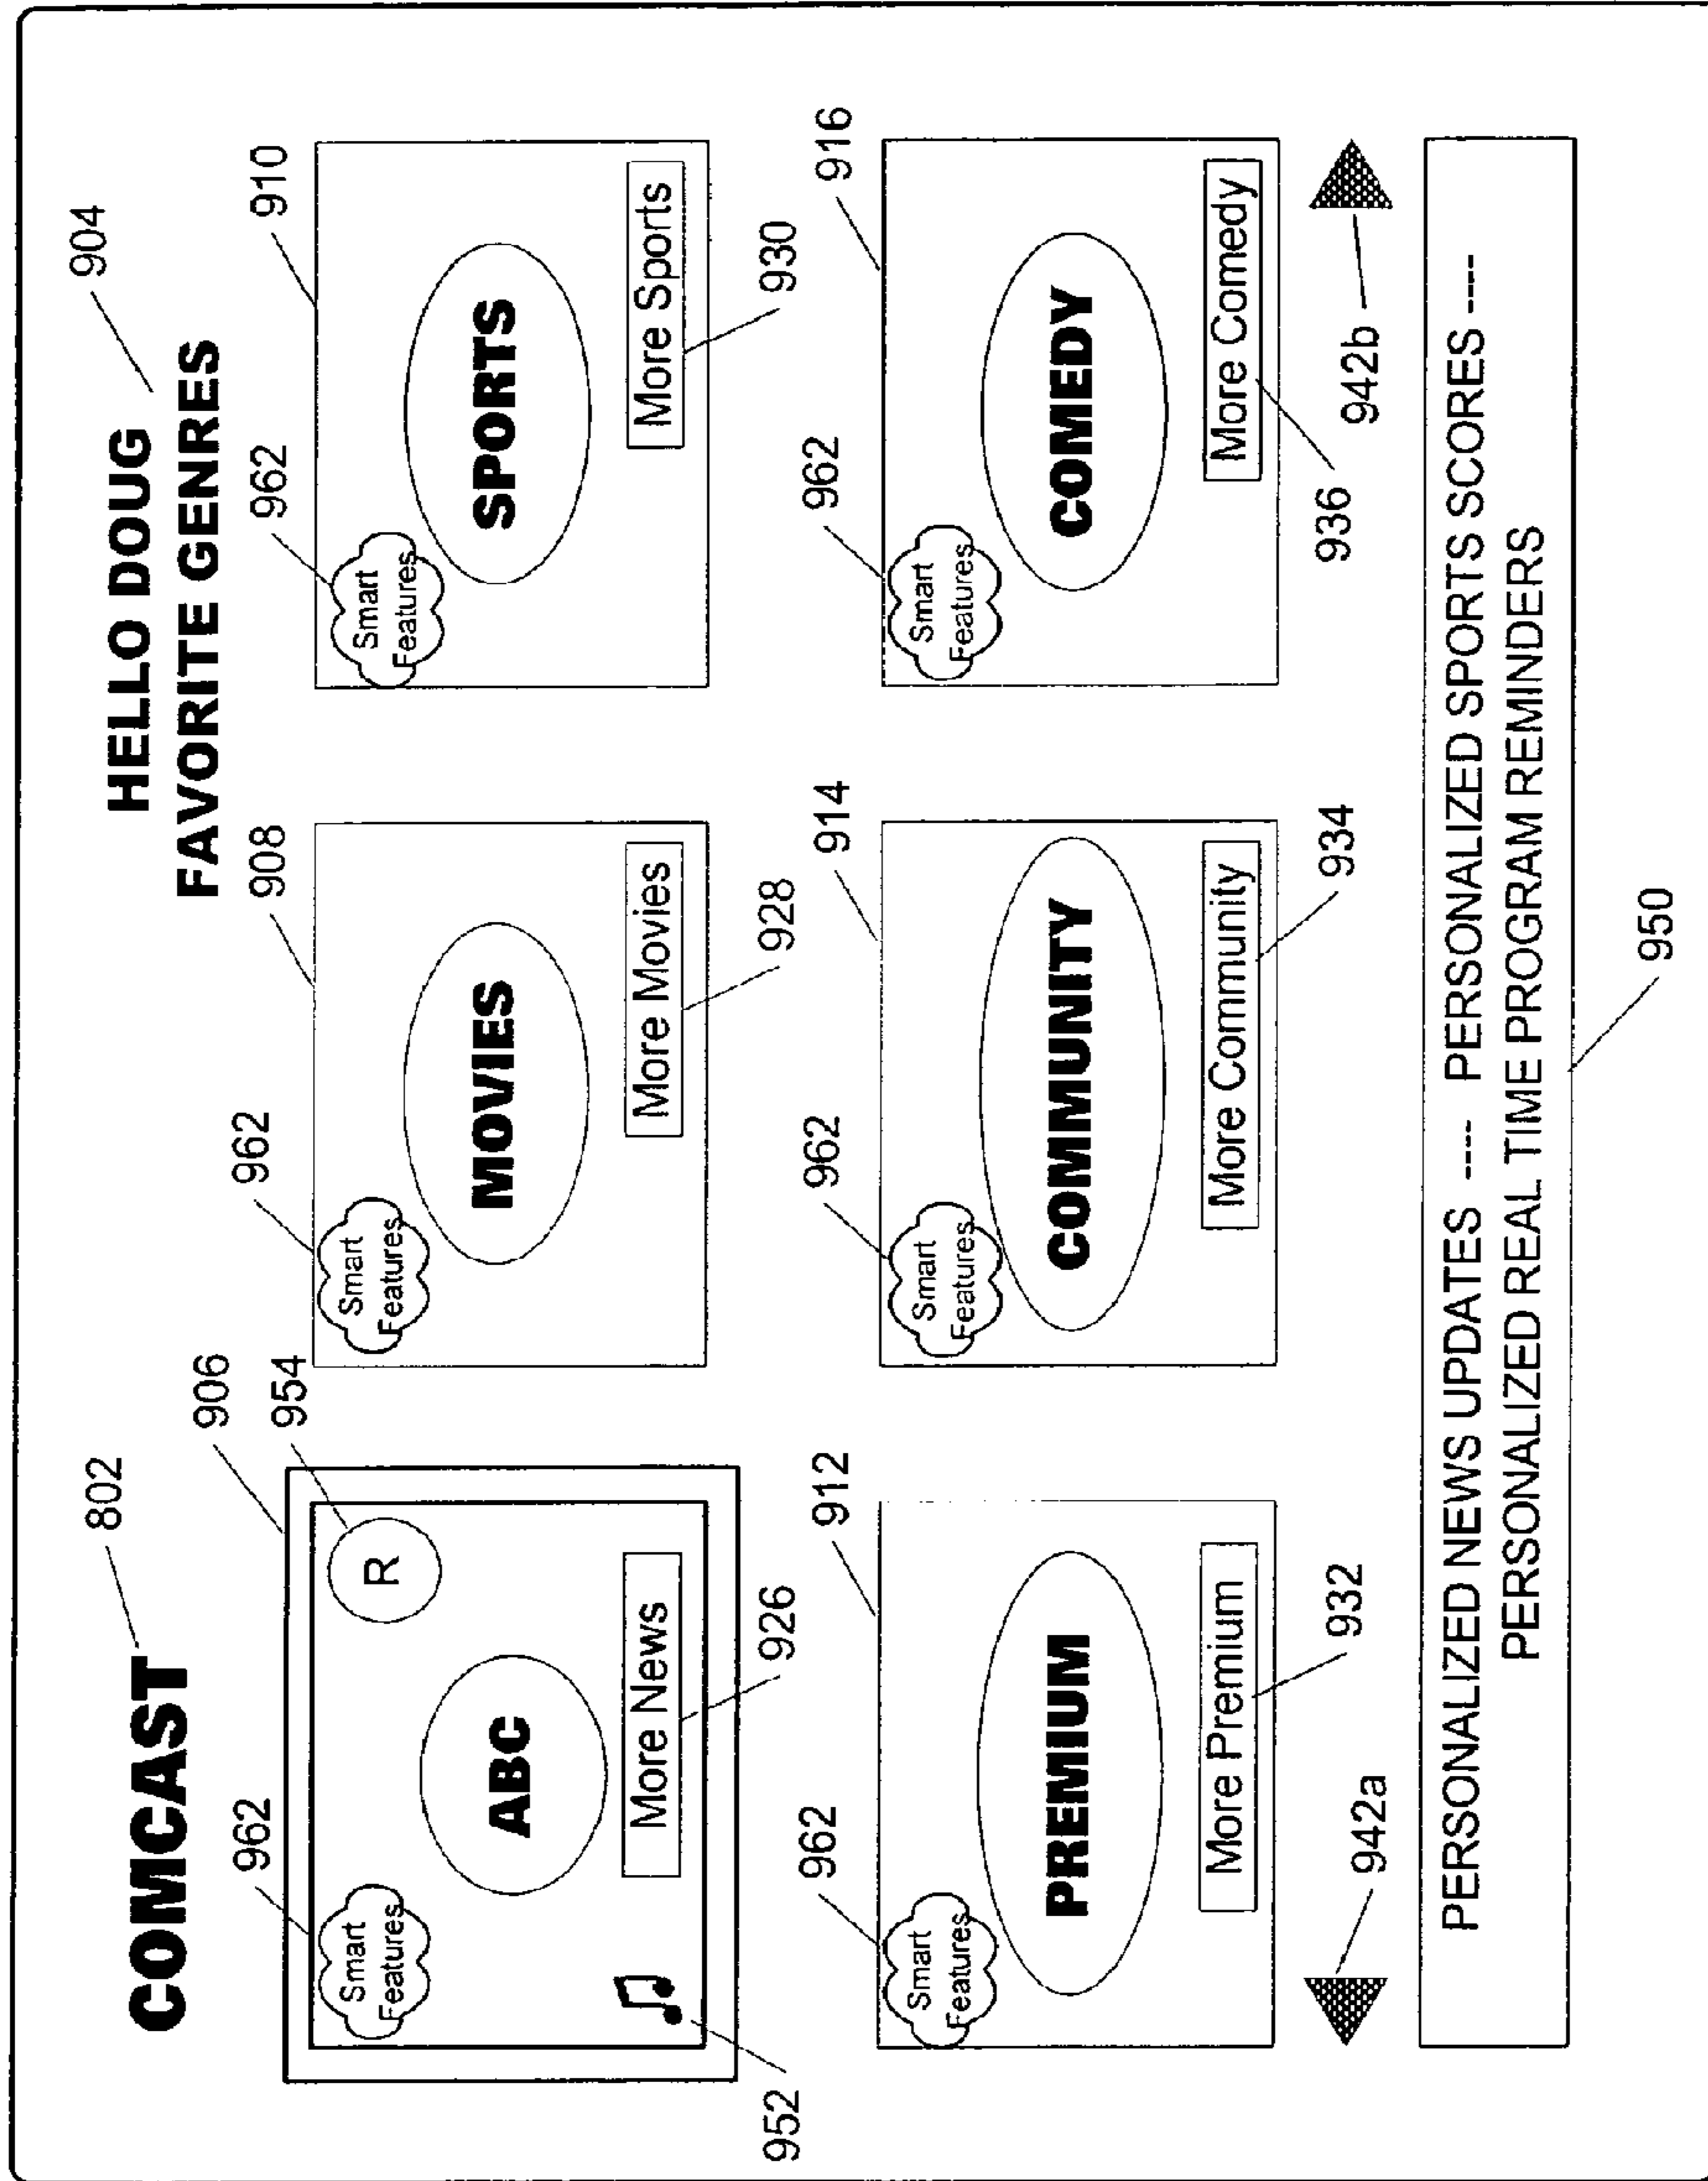 COMCAST
802
HELLO DOUG
FAVORITE GENRES
904
906
954
962
Smart
Features
R
ABC
More News
926
952
908
962
Smart
Features
MOVIES
More Movies
928
910
962
Smart
Features
SPORTS
More Sports
930
912
962
Smart
Features
PREMIUM
More Premium
932
914
962
Smart
Features
COMMUNITY
More Community
934
916
962
Smart
Features
COMEDY
More Comedy
936
942a
942b
PERSONALIZED NEWS UPDATES ---- PERSONALIZED SPORTS SCORES ----
PERSONALIZED REAL TIME PROGRAM REMINDERS
950